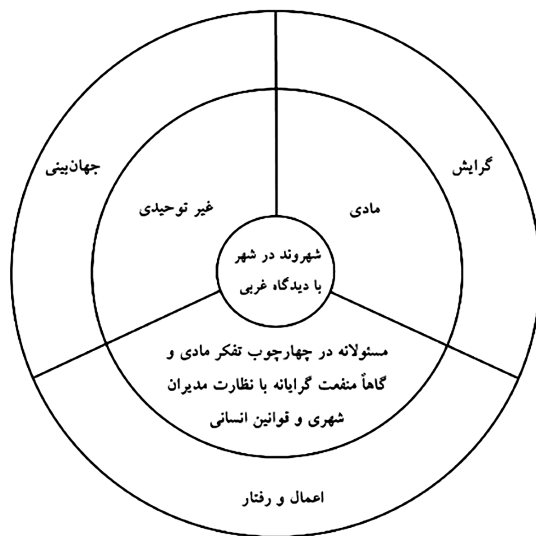 گرایش
جهان‌بینی
مادی
غیر توحیدی
شهروند در شهر
با دیدگاه غربی
مسئولانه در چهارچوب تفکر مادی و
گاهاً منفعت گرایانه با نظارت مدیران
شهری و قوانین انسانی
اعمال و رفتار